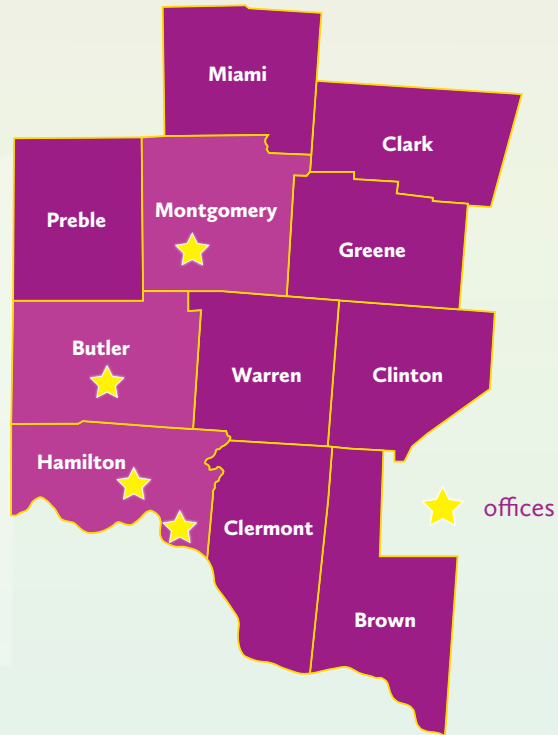 Miami
Clark
Montgomery
Preble
Greene
Butler
Warren
Clinton
Hamilton
offices
Clermont
Brown